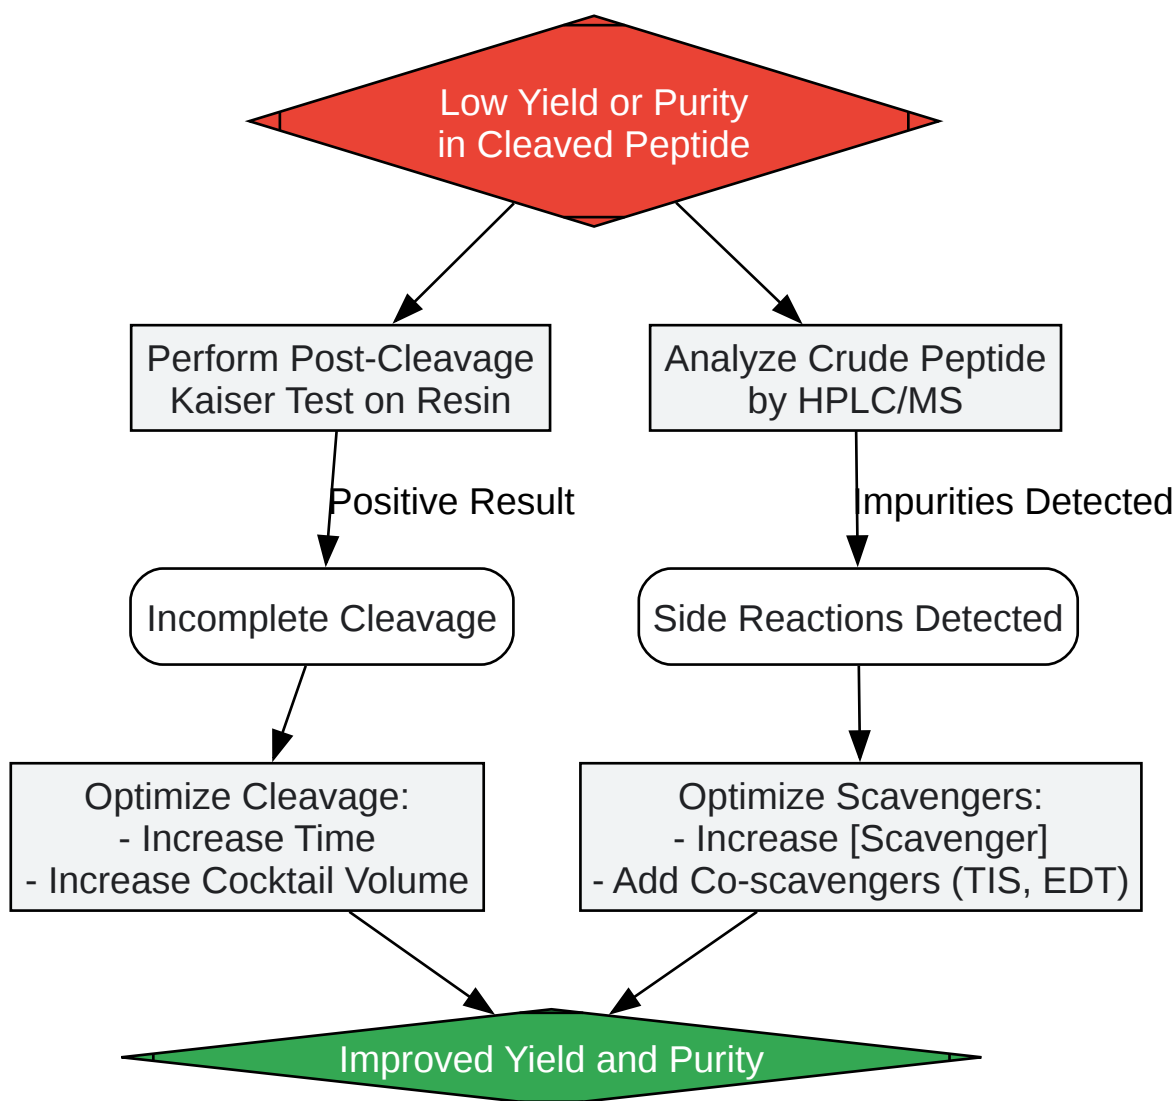 Low Yield or Purity
in Cleaved Peptide
Perform Post-Cleavage
Kaiser Test on Resin
Analyze Crude Peptide
by HPLC/MS
Positive Result
Impurities Detected
Incomplete Cleavage
Side Reactions Detected
Optimize Cleavage:
- Increase Time
- Increase Cocktail Volume
Optimize Scavengers:
- Increase [Scavenger]
- Add Co-scavengers (TIS, EDT)
Improved Yield and Purity